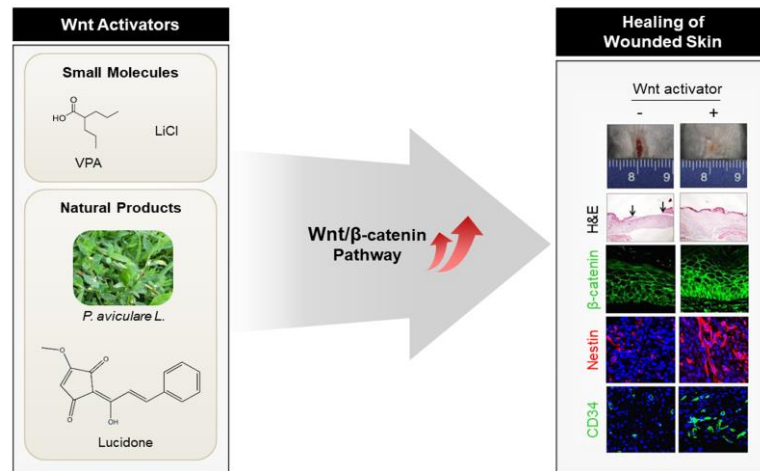 Wnt Activators
Small Molecules
O
HO
VPA
LiCl
Natural Products
P. aviculare L.
O
O
O
OH
Lucidone
Wnt/β-catenin
Pathway
Healing of
Wounded Skin
Wnt activator
- +
8 9 8 9
H&E
β-catenin
Nestin
CD34